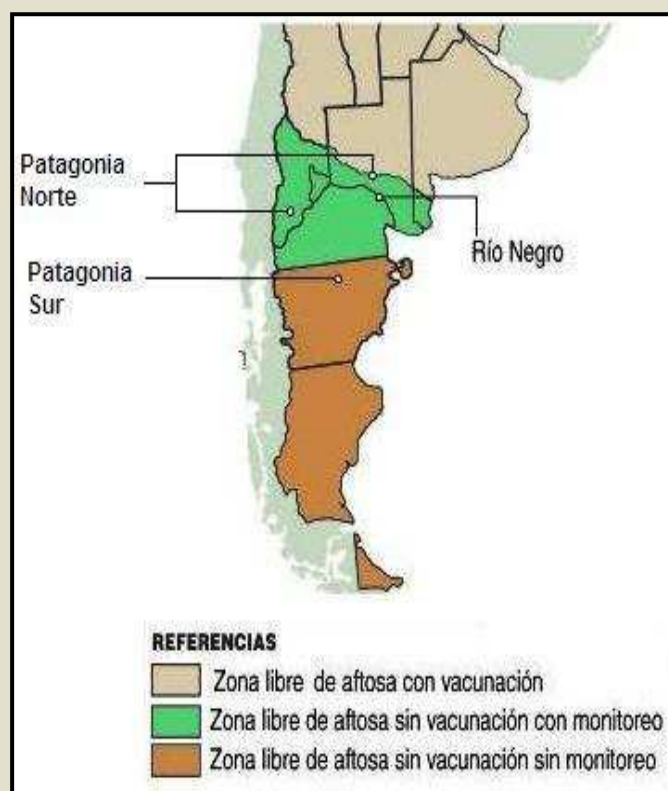 Patagonia
Norte
Río Negro
Patagonia
Sur
REFERENCIAS
Zona libre de aftosa con vacunación
Zona libre de aftosa sin vacunación con monitoreo
Zona libre de aftosa sin vacunación sin monitoreo